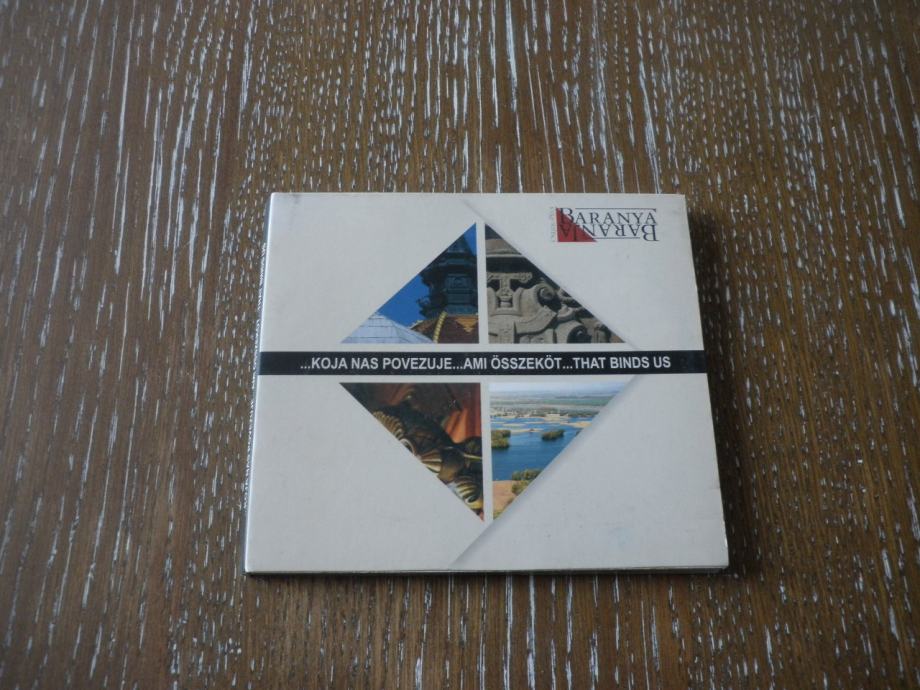 BARANYA
BARANJA
...KOJA NAS POVEZUJE...AMI ÖSSZEKÖT...THAT BINDS US